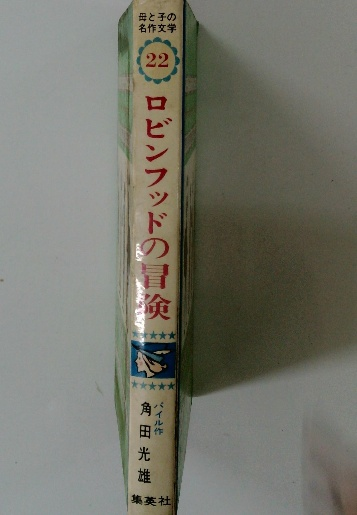 母と子の
名作文学
22
ロビンフッドの冒険
パイル作
角田光雄
集英社